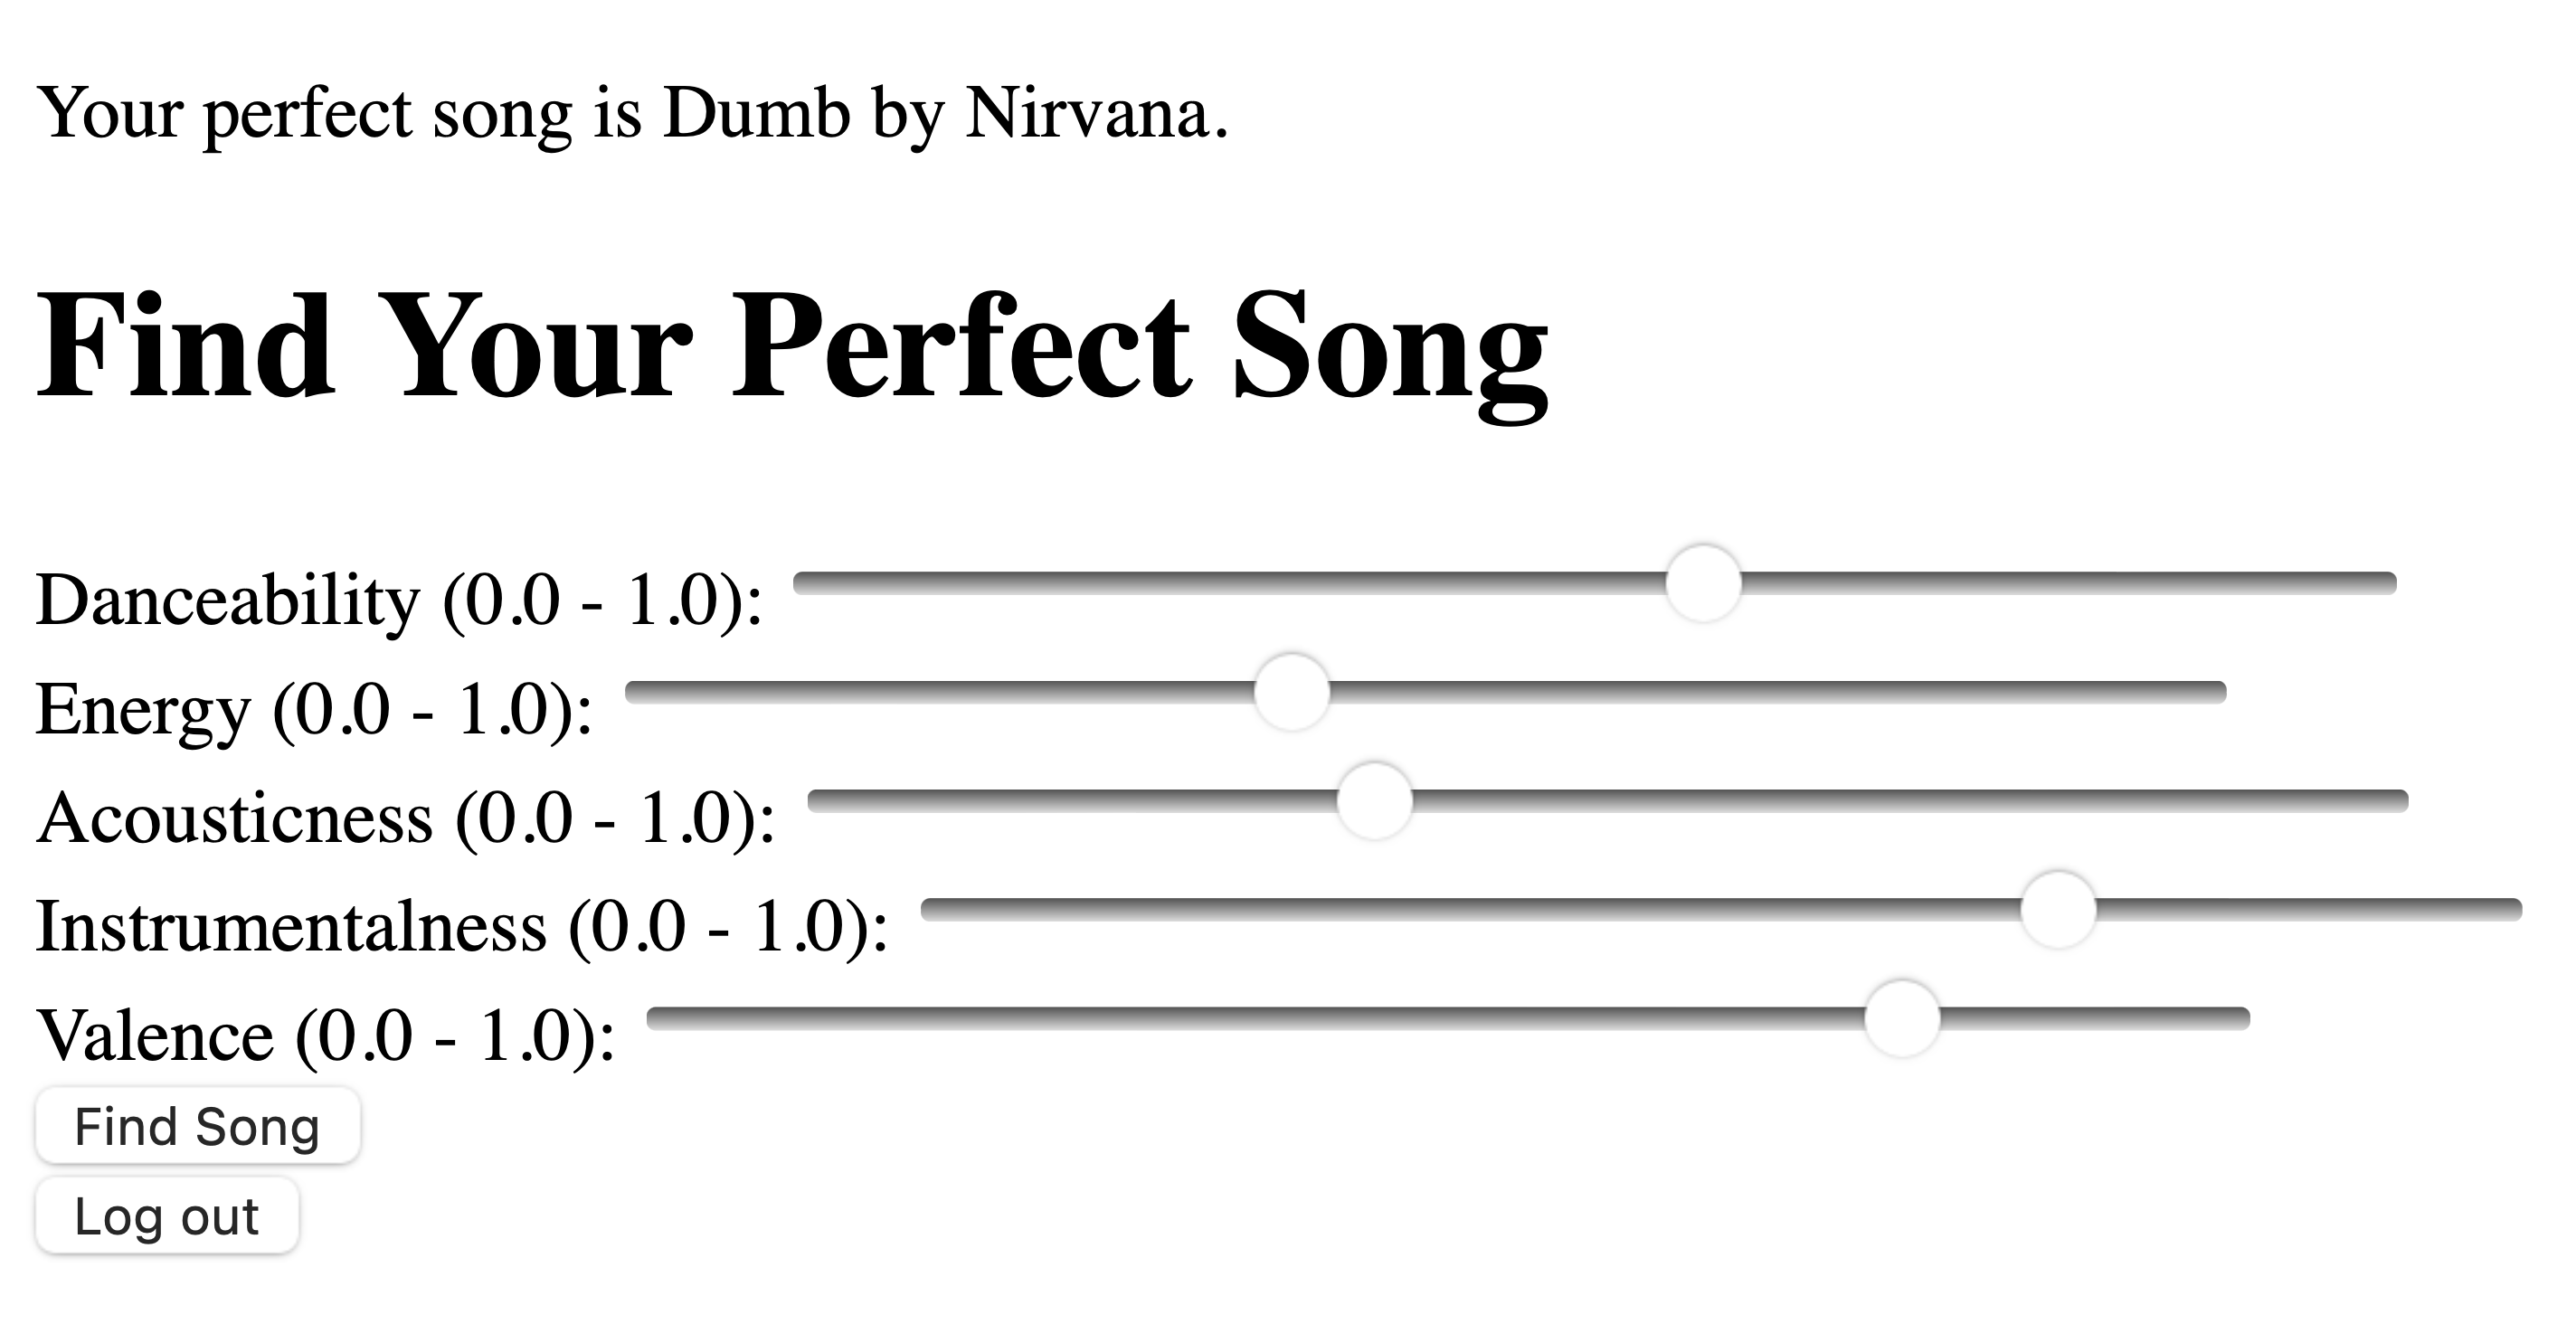 Your perfect song is Dumb by Nirvana.
Find Your Perfect Song
Danceability (0.0 - 1.0):
Energy (0.0 - 1.0):
Acousticness (0.0 - 1.0):
Instrumentalness (0.0 - 1.0):
Valence (0.0 - 1.0):
Find Song
Log out